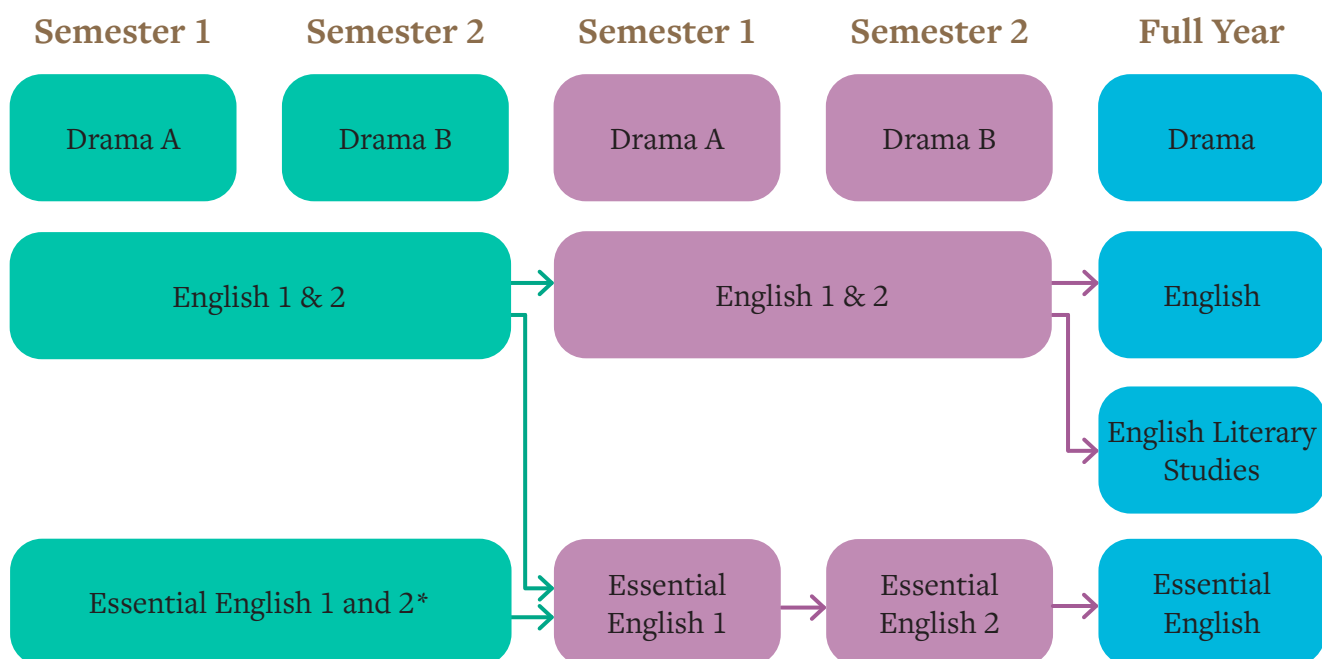 Semester 1
Semester 2
Semester 1
Semester 2
Full Year
Drama A
Drama B
Drama A
Drama B
Drama
English 1 & 2
English 1 & 2
English
English Literary
Studies
Essential English 1 and 2*
Essential
English 1
Essential
English 2
Essential
English